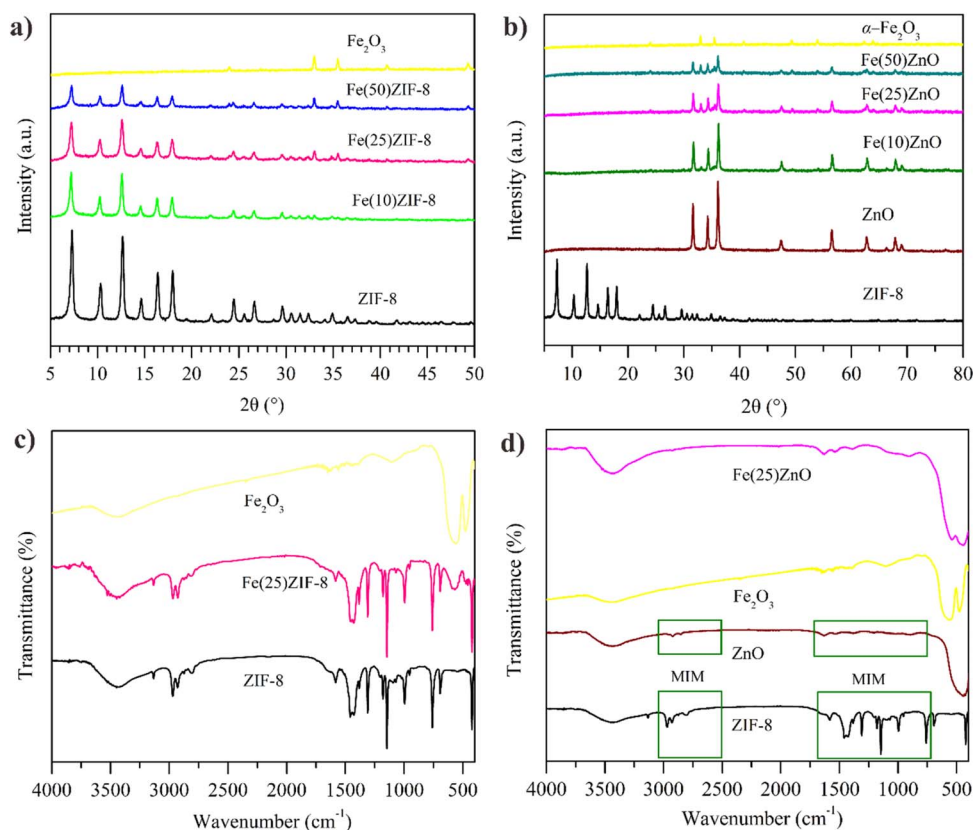 a)
Fe₂O₃
Fe(50)ZIF-8
Fe(25)ZIF-8
Fe(10)ZIF-8
ZIF-8
Intensity (a.u.)
5 10 15 20 25 30 35 40 45 50
2θ (°)
b)
α–Fe₂O₃
Fe(50)ZnO
Fe(25)ZnO
Fe(10)ZnO
ZnO
ZIF-8
Intensity (a.u.)
10 20 30 40 50 60 70 80
2θ (°)
c)
Fe₂O₃
Fe(25)ZIF-8
ZIF-8
Transmittance (%)
4000 3500 3000 2500 2000 1500 1000 500
Wavenumber (cm⁻¹)
d)
Fe(25)ZnO
Fe₂O₃
ZnO
MIM MIM
ZIF-8
Transmittance (%)
4000 3500 3000 2500 2000 1500 1000 500
Wavenumber (cm⁻¹)